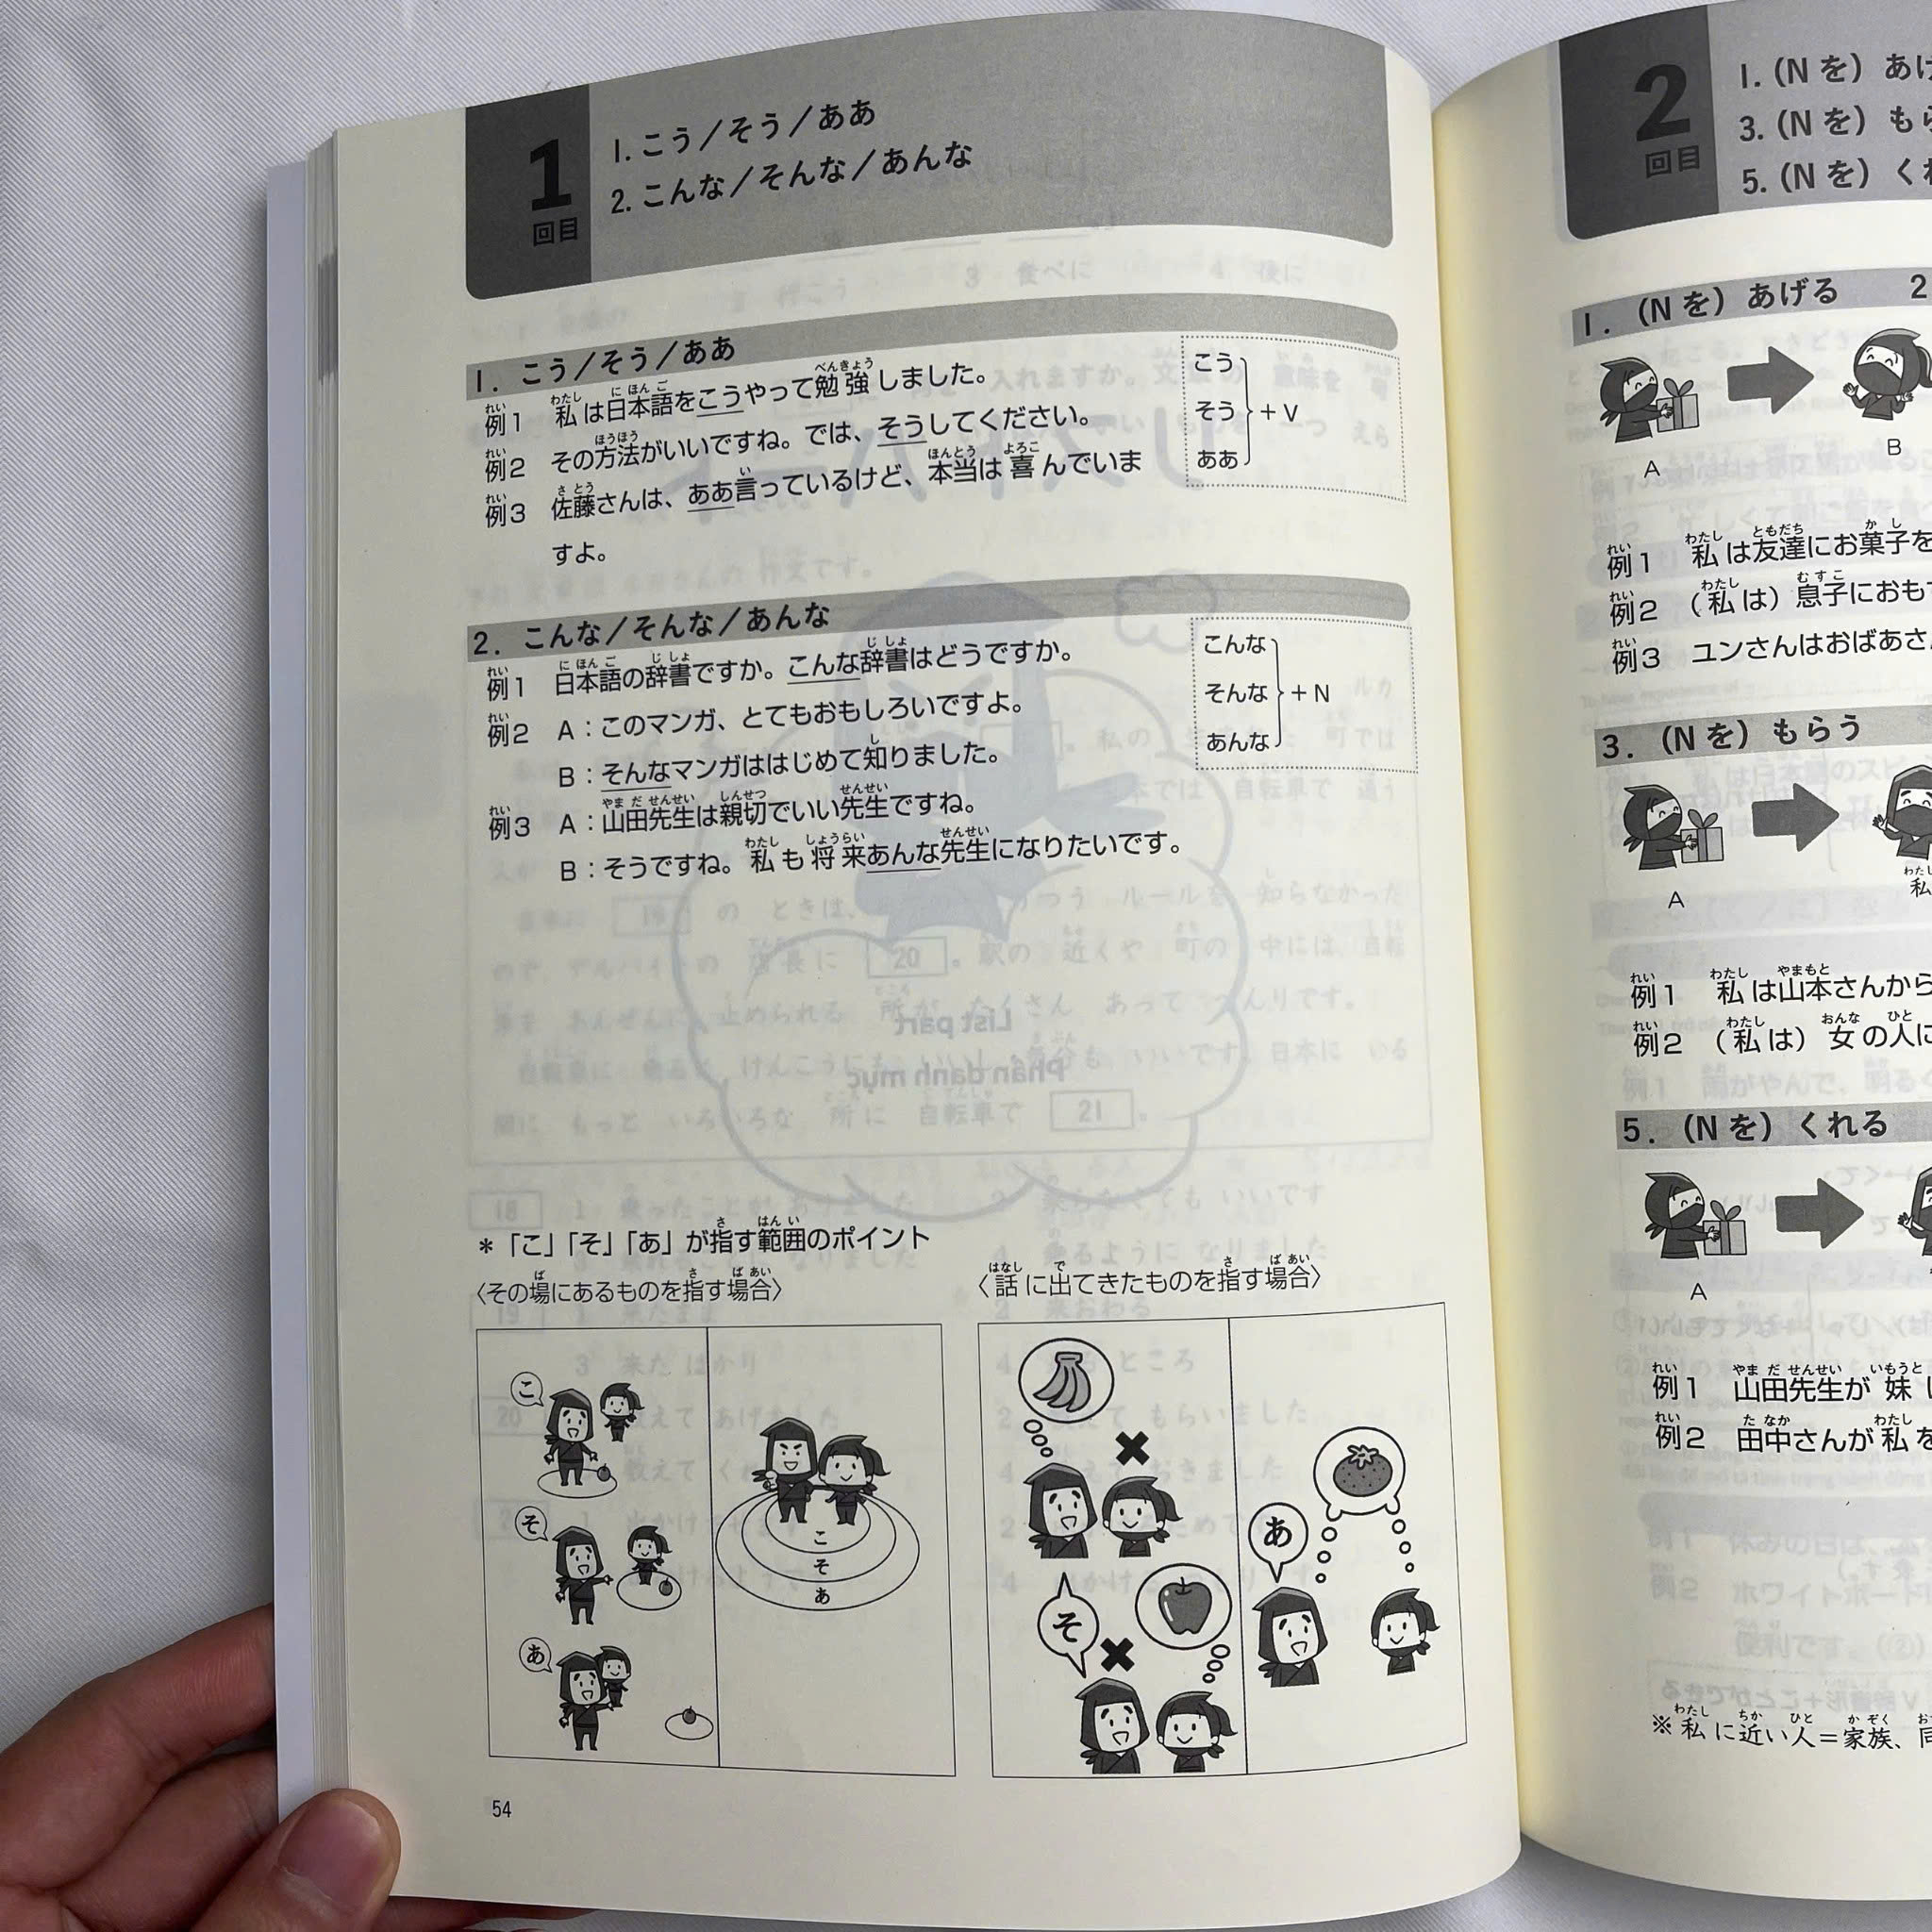 1
回目
1. こう／そう／ああ
2. こんな／そんな／あんな
1. こう／そう／ああ
例1 私は日本語をこうやって勉強しました。
例2 その方法がいいですね。では、そうしてください。
例3 佐藤さんは、ああ言っているけど、本当は喜んでいま
すよ。
こう
そう
ああ
+V
2. こんな／そんな／あんな
例1 日本語の辞書ですか。こんな辞書はどうですか。
例2 A：このマンガ、とてもおもしろいですよ。
B：そんなマンガははじめて知りました。
例3 A：山田先生は親切でいい先生ですね。
B：そうですね。私も将来あんな先生になりたいです。
こんな
そんな
あんな
+N
＊「こ」「そ」「あ」が指す範囲のポイント
〈その場にあるものを指す場合〉
こ
そ
あ
こ
そ
あ
〈話に出てきたものを指す場合〉
そ
あ
54
2
回目
1. (Nを) あげ
3. (Nを) もら
5. (Nを) くれ
1. (Nを) あげる 2
A
B
例1 私は友達にお菓子を
例2 (私は) 息子におも
例3 ユンさんはおばあさ
3. (Nを) もらう
A
私
例1 私は山本さんから
例2 (私は) 女の人に
5. (Nを) くれる
A
例1 山田先生が妹
例2 田中さんが私を
※私に近い人＝家族、同